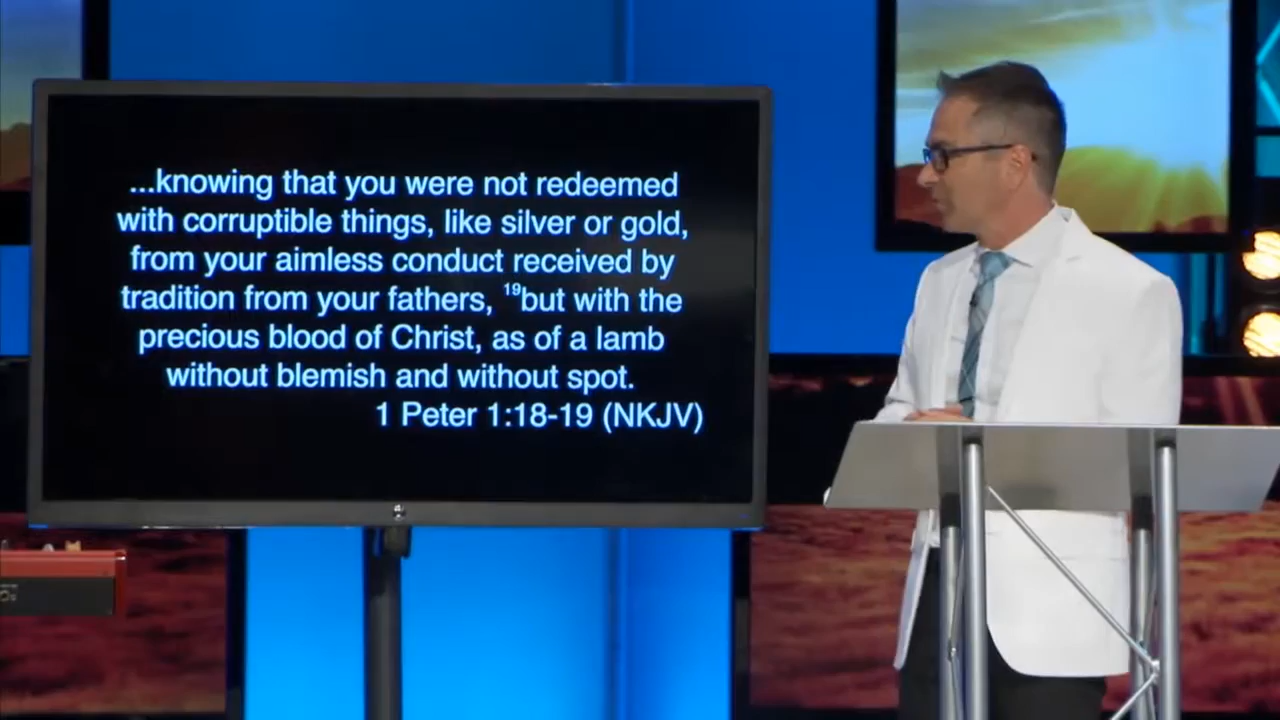 ...knowing that you were not redeemed
with corruptible things, like silver or gold,
from your aimless conduct received by
tradition from your fathers, ¹⁹but with the
precious blood of Christ, as of a lamb
without blemish and without spot.
1 Peter 1:18-19 (NKJV)